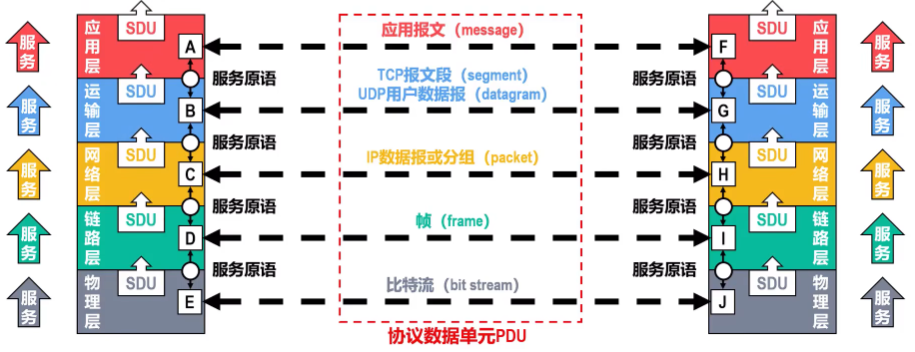 服务
应用层
SDU
A
应用报文（message）
F
SDU
应用层
服务
服务原语
TCP报文段（segment）
UDP用户数据报（datagram）
服务原语
服务
运输层
SDU
B
G
SDU
运输层
服务
服务原语
服务原语
服务
网络层
SDU
C
IP数据报或分组（packet）
H
SDU
网络层
服务
服务原语
服务原语
服务
链路层
SDU
D
帧（frame）
I
SDU
链路层
服务
服务原语
服务原语
服务
物理层
SDU
E
比特流（bit stream）
J
SDU
物理层
服务
协议数据单元PDU